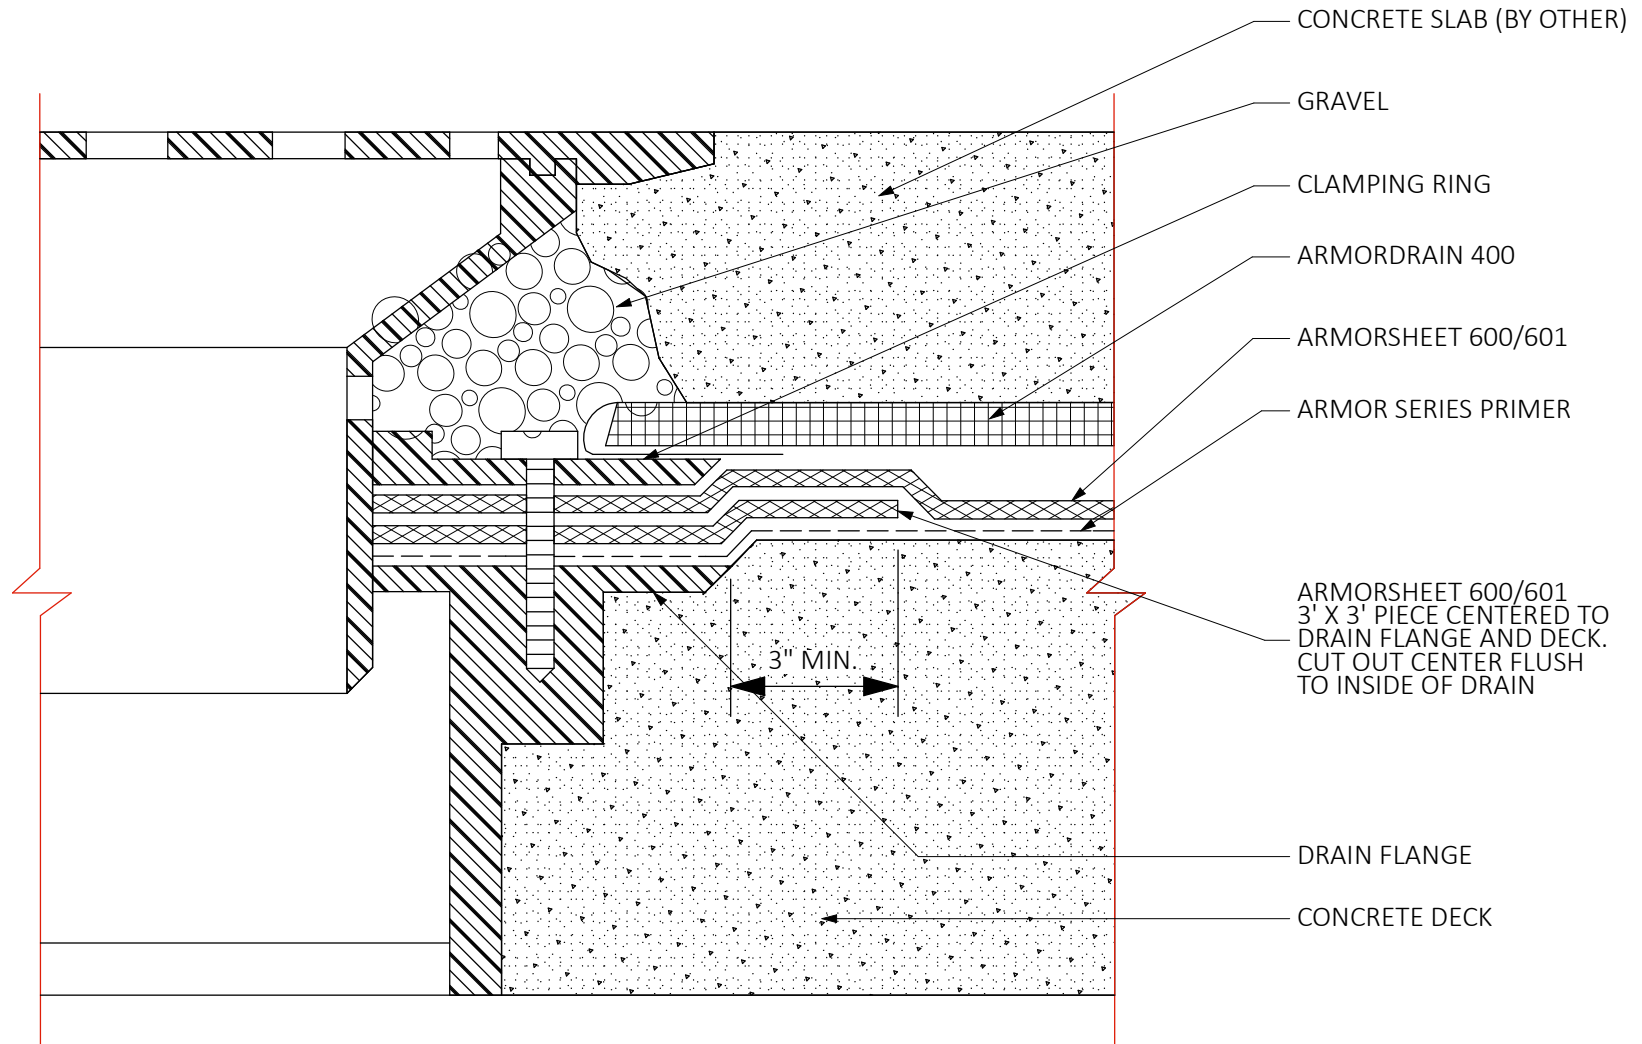 CONCRETE SLAB (BY OTHER)
GRAVEL
CLAMPING RING
ARMORDRAIN 400
ARMORSHEET 600/601
ARMOR SERIES PRIMER
ARMORSHEET 600/601
3' X 3' PIECE CENTERED TO
DRAIN FLANGE AND DECK.
CUT OUT CENTER FLUSH
TO INSIDE OF DRAIN
3" MIN.
DRAIN FLANGE
CONCRETE DECK